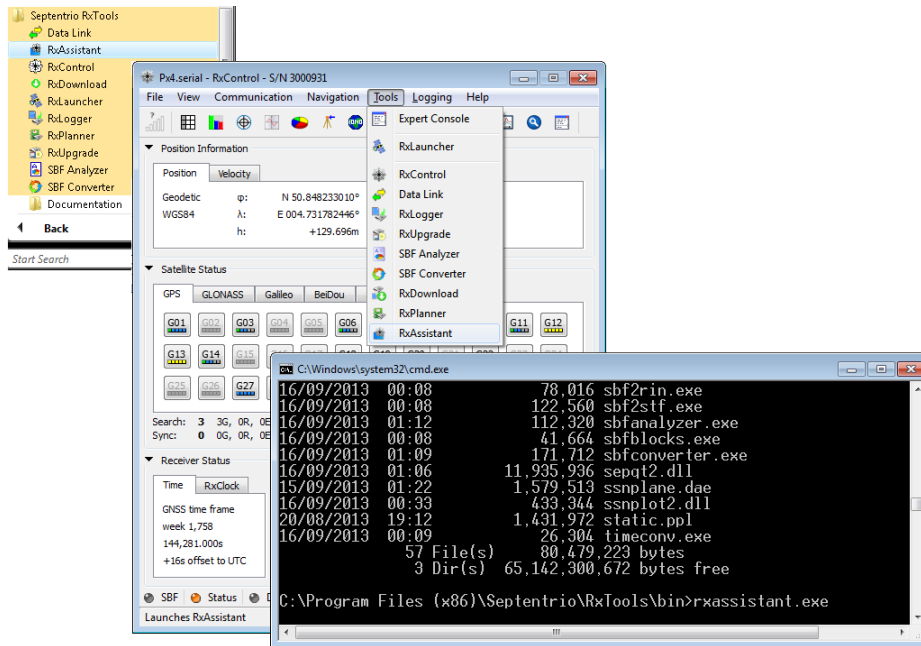 Septentrio RxTools
Data Link
RxAssistant
RxControl
RxDownload
RxLauncher
RxLogger
RxPlanner
RxUpgrade
SBF Analyzer
SBF Converter
Documentation
Back
Start Search
Px4.serial - RxControl - S/N 3000931
File View Communication Navigation Tools Logging Help
Position Information
Position Velocity
Geodetic φ: N 50.848233010°
WGS84 λ: E 004.731782446°
h: +129.696m
Satellite Status
GPS GLONASS Galileo BeiDou
G01 G02 G03 G04 G05 G06 G11 G12
G13 G14 G15
G25 G26 G27
Search: 3 3G, 0R, 0E
Sync: 0 0G, 0R, 0E
Receiver Status
Time RxClock
GNSS time frame
week 1,758
144,281.000s
+16s offset to UTC
SBF Status
Launches RxAssistant
Expert Console
RxLauncher
RxControl
Data Link
RxLogger
RxUpgrade
SBF Analyzer
SBF Converter
RxDownload
RxPlanner
RxAssistant
C:\Windows\system32\cmd.exe
16/09/2013 00:08 78,016 sbf2rin.exe
16/09/2013 00:08 122,560 sbf2stf.exe
16/09/2013 01:12 112,320 sbfanalyzer.exe
16/09/2013 00:08 41,664 sbfblocks.exe
16/09/2013 01:09 171,712 sbfconverter.exe
16/09/2013 01:06 11,935,936 sepqt2.dll
15/09/2013 01:22 1,579,513 ssnplane.dae
16/09/2013 00:33 433,344 ssnplot2.dll
20/08/2013 19:12 1,431,972 static.ppl
16/09/2013 00:09 26,304 timeconv.exe
57 File(s) 80,479,223 bytes
3 Dir(s) 65,142,300,672 bytes free
C:\Program Files (x86)\Septentrio\RxTools\bin>rxassistant.exe